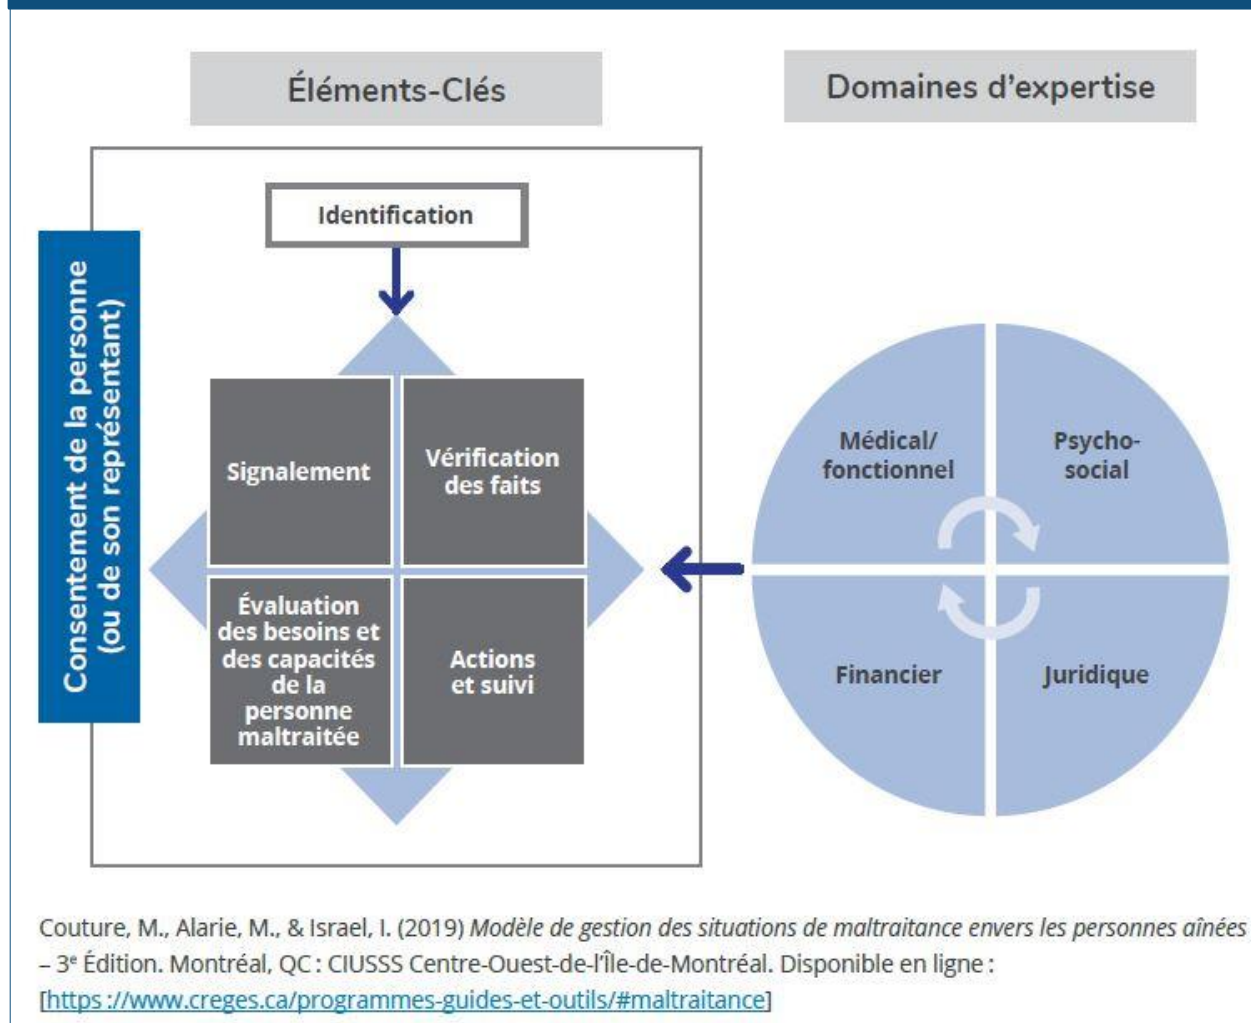 Éléments-Clés
Domaines d'expertise
Consentement de la personne
(ou de son représentant)
Identification
Signalement
Vérification
des faits
Évaluation
des besoins et
des capacités
de la
personne
maltraitée
Actions
et suivi
Médical/
fonctionnel
Psycho-
social
Financier
Juridique
Couture, M., Alarie, M., & Israel, I. (2019) Modèle de gestion des situations de maltraitance envers les personnes aînées
– 3e Édition. Montréal, QC : CIUSSS Centre-Ouest-de-l'Île-de-Montréal. Disponible en ligne :
[https ://www.creges.ca/programmes-guides-et-outils/#maltraitance]